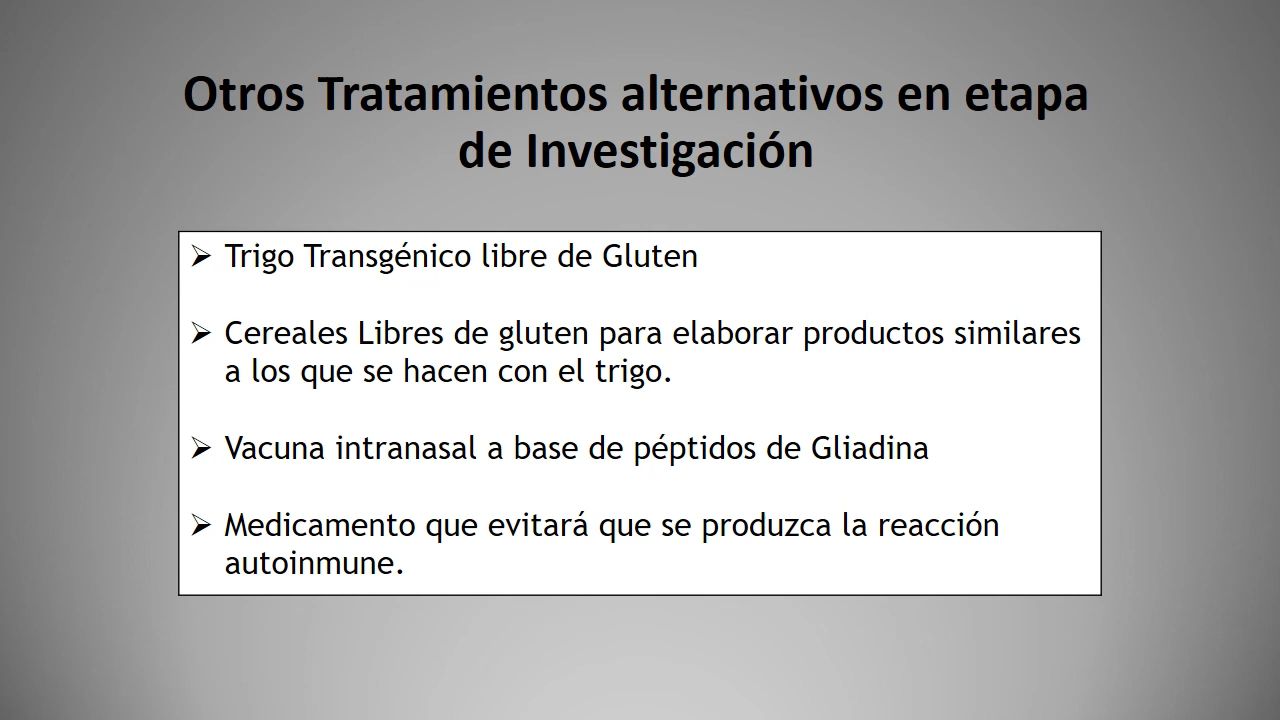 Otros Tratamientos alternativos en etapa
de Investigación
➢ Trigo Transgénico libre de Gluten
➢ Cereales Libres de gluten para elaborar productos similares
a los que se hacen con el trigo.
➢ Vacuna intranasal a base de péptidos de Gliadina
➢ Medicamento que evitará que se produzca la reacción
autoinmune.